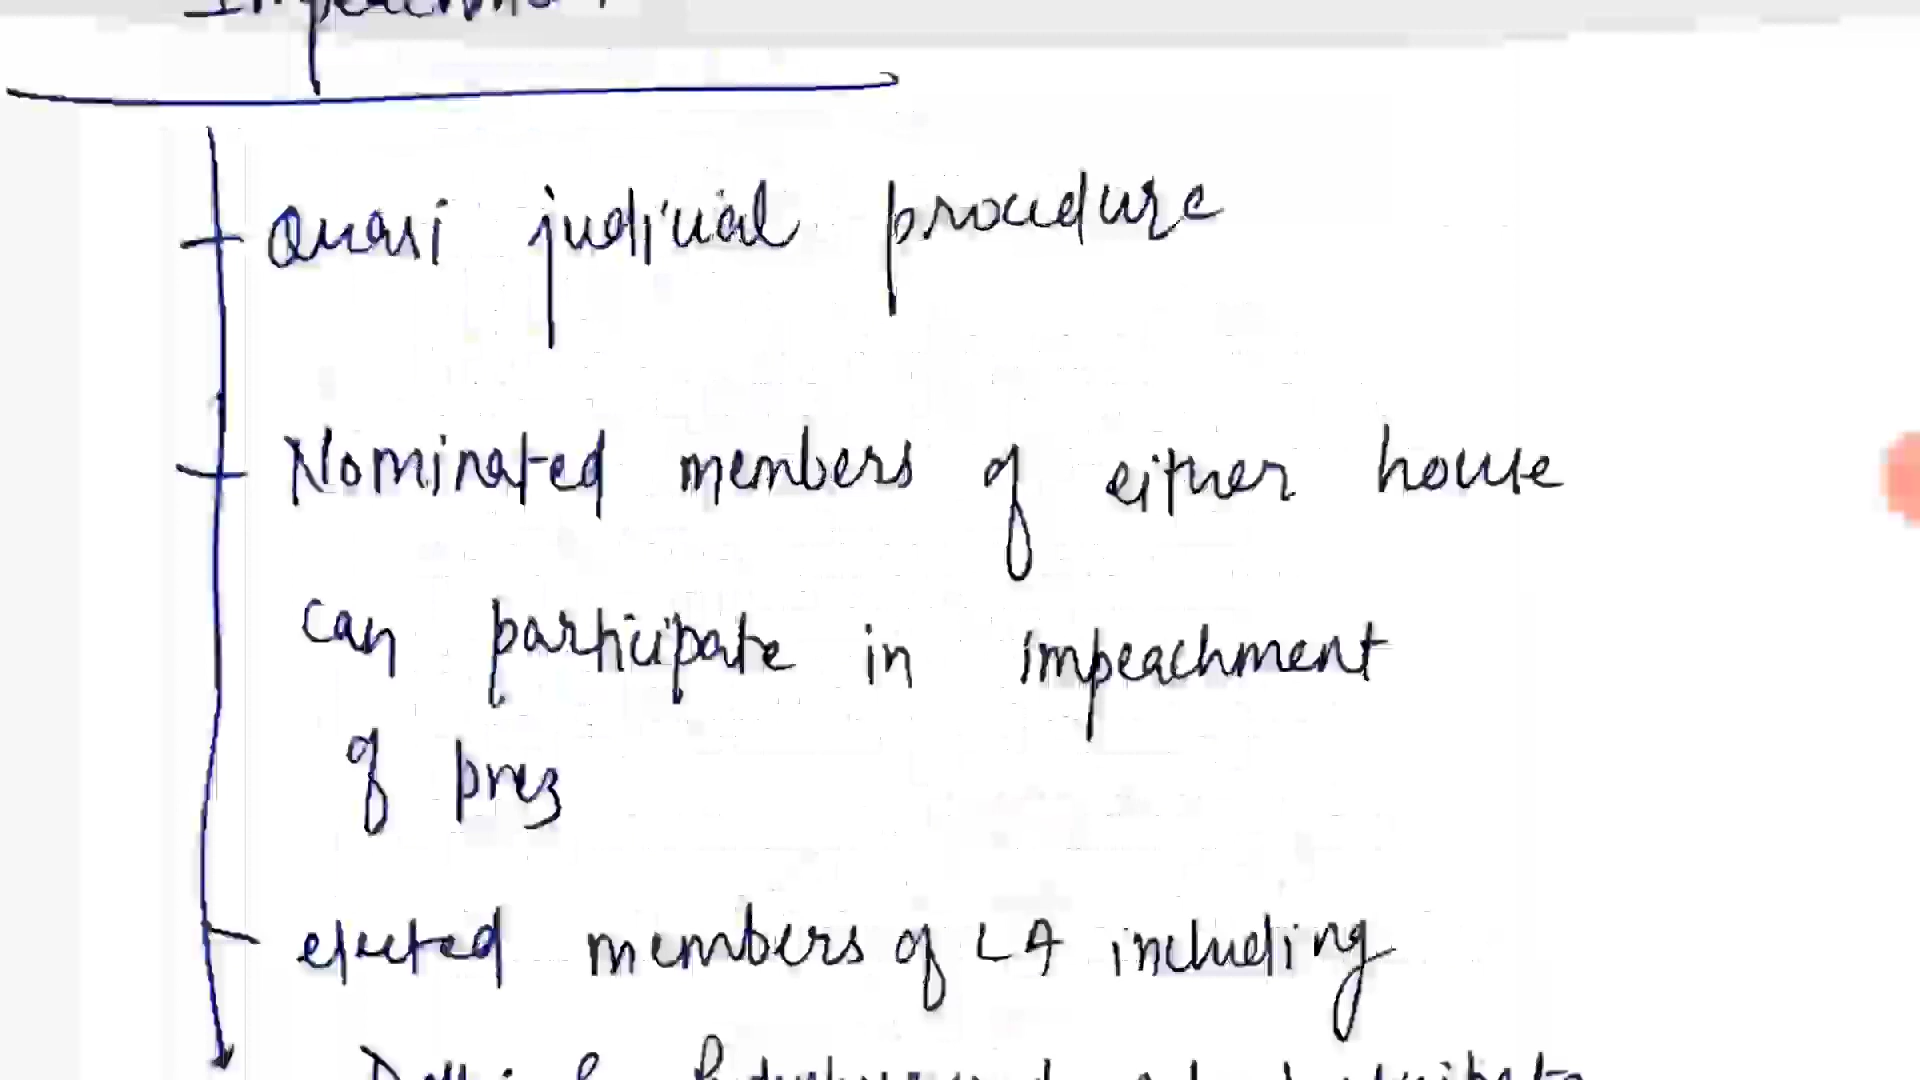 Impeachment
Quasi judicial procedure
Nominated members of either house
can participate in impeachment
of prez
elected members of LA including